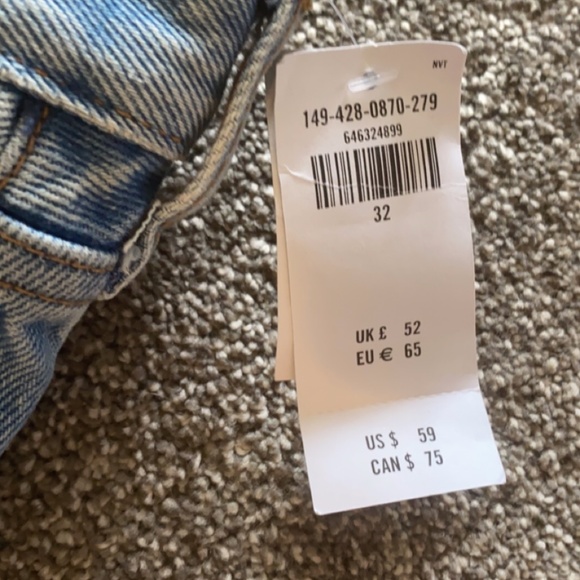 NVT
149-428-0870-279
646324899
32
UK £ 52
EU € 65
US $ 59
CAN $ 75